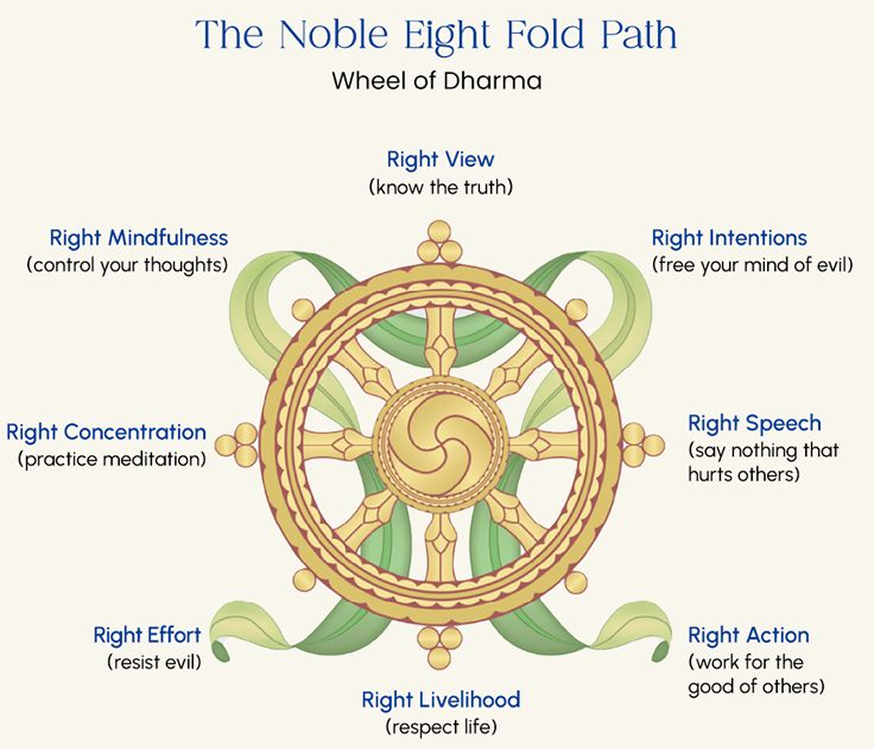 The Noble Eight Fold Path
Wheel of Dharma
Right View
(know the truth)
Right Mindfulness
(control your thoughts)
Right Intentions
(free your mind of evil)
Right Concentration
(practice meditation)
Right Speech
(say nothing that
hurts others)
Right Effort
(resist evil)
Right Action
(work for the
good of others)
Right Livelihood
(respect life)